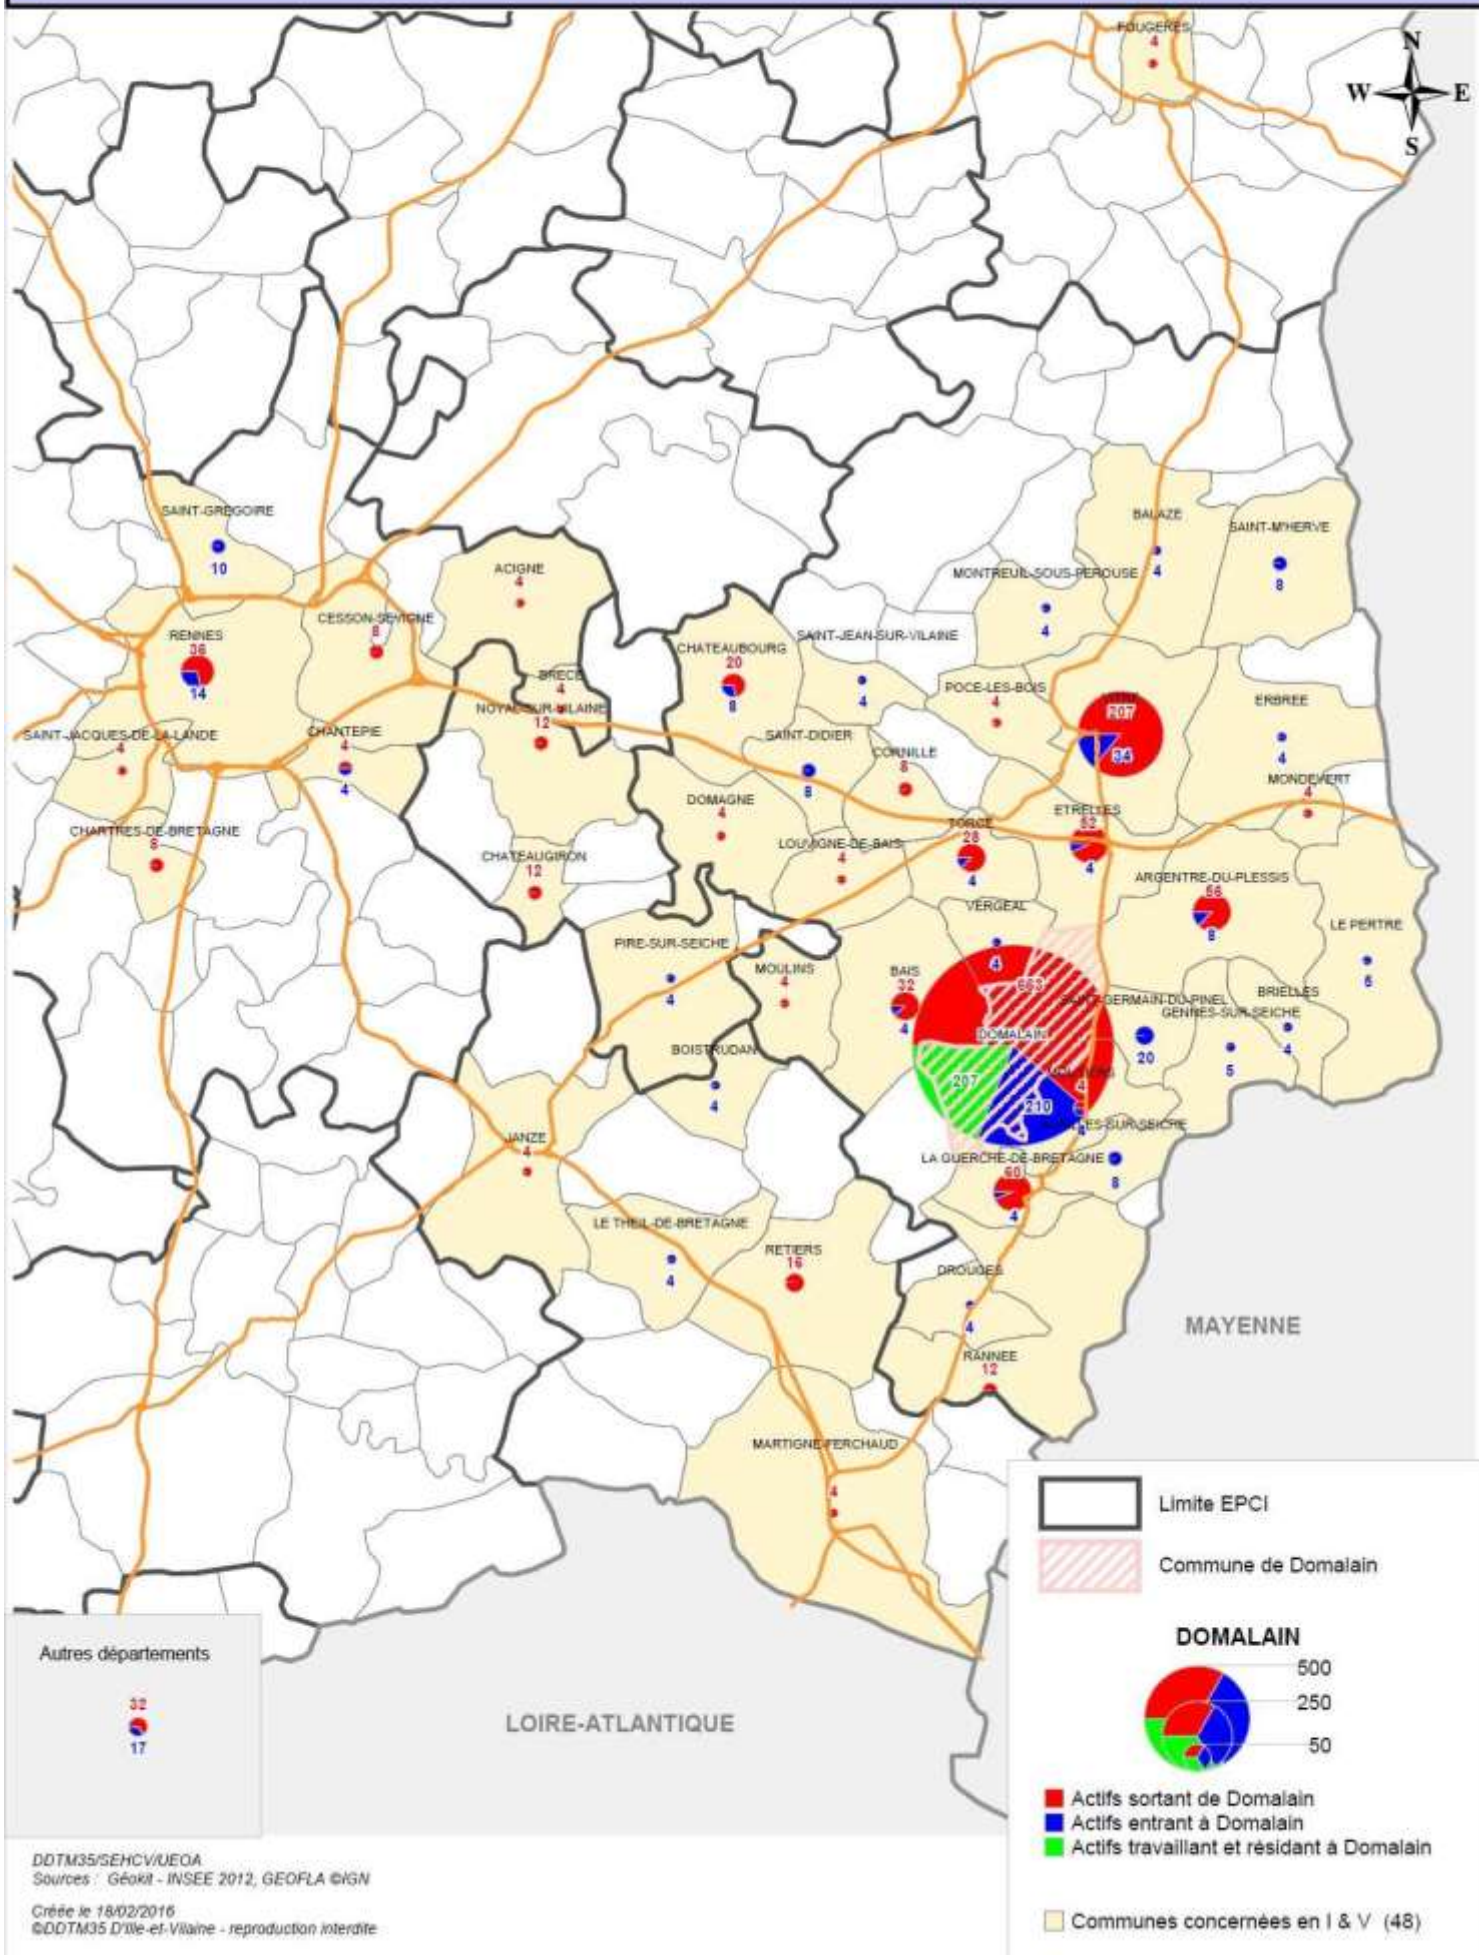 FOUGERES
4
N
W E
S
SAINT-GREGOIRE
10
BALAZE
4
SAINT-M'HERVE
8
ACIGNE
4
MONTREUIL-SOUS-PEROUSE
4
CESSON-SEVIGNE
8
RENNES
36
14
CHATEAUBOURG
20
8
SAINT-JEAN-SUR-VILAINE
4
BRECE
4
POCE-LES-BOIS
4
207
34
ERBREE
4
NOYAL-SUR-VILAINE
12
SAINT-JACQUES-DE-LA-LANDE
4
CHANTEPIE
4
4
SAINT-DIDIER
8
CORNILLE
8
MONDEVERT
4
DOMAGNE
4
CHARTRES-DE-BRETAGNE
8
LOUVIGNE-DE-BAIS
4
TORCE
28
4
ETRELLES
52
4
CHATEAUGIRON
12
ARGENTRE-DU-PLESSIS
56
8
VERGEAL
4
LE PERTRE
PIRE-SUR-SEICHE
4
MOULINS
4
BAIS
32
4
663
SAINT-GERMAIN-DU-PINEL
20
BRIELLES
4
GENNES-SUR-SEICHE
5
DOMALAIN
207
210
4
4
BOISTRUDAN
4
JANZE
4
LA GUERCHE-DE-BRETAGNE
60
4
8
LE THEIL-DE-BRETAGNE
4
RETIERS
16
DROUGES
4
RANNEE
12
MAYENNE
MARTIGNE-FERCHAUD
4
Limite EPCI
Commune de Domalain
DOMALAIN
500
250
50
Actifs sortant de Domalain
Actifs entrant à Domalain
Actifs travaillant et résidant à Domalain
Communes concernées en I & V (48)
Autres départements
32
17
LOIRE-ATLANTIQUE
DDTM35/SEHCV/UEOA
Sources : Géokit - INSEE 2012, GEOFLA ©IGN
Créée le 18/02/2016
©DDTM35 D'Ille-et-Vilaine - reproduction interdite